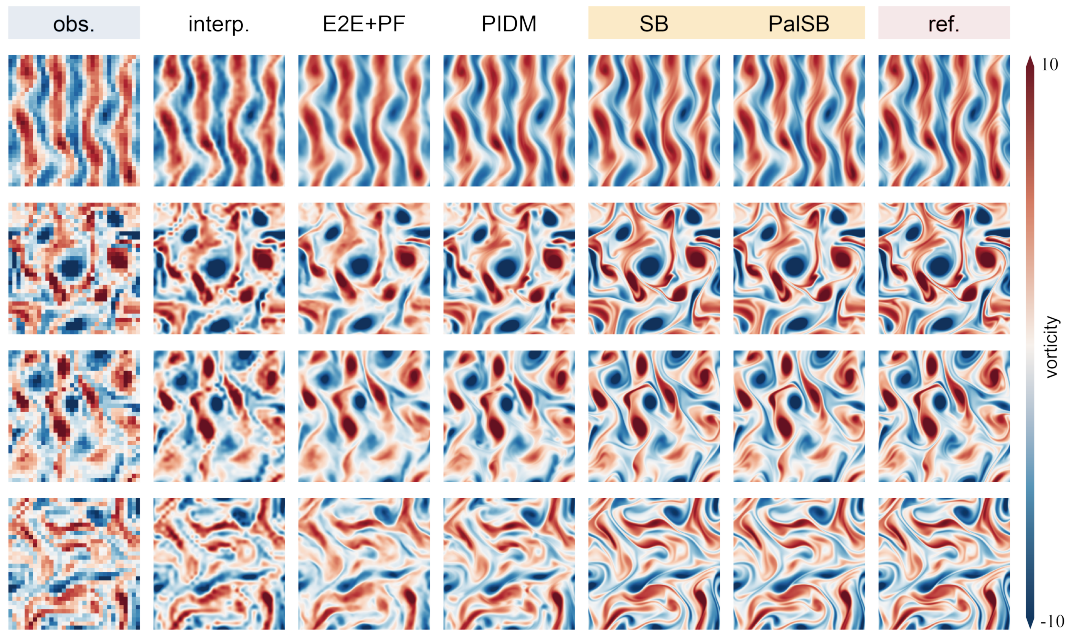 obs. interp. E2E+PF PIDM SB PalSB ref.
10
vorticity
-10